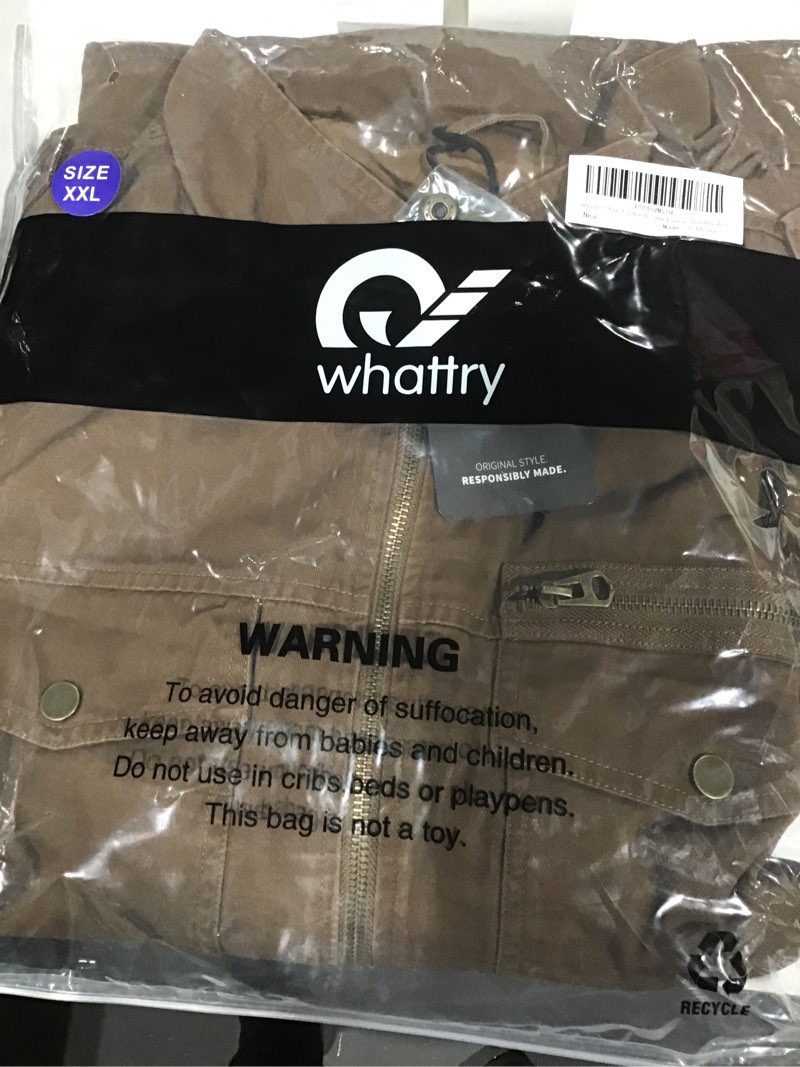 SIZE
XXL
New
whattry
ORIGINAL STYLE.
RESPONSIBLY MADE.
WARNING
To avoid danger of suffocation,
keep away from babies and children.
Do not use in cribs,beds or playpens.
This bag is not a toy.
RECYCLE